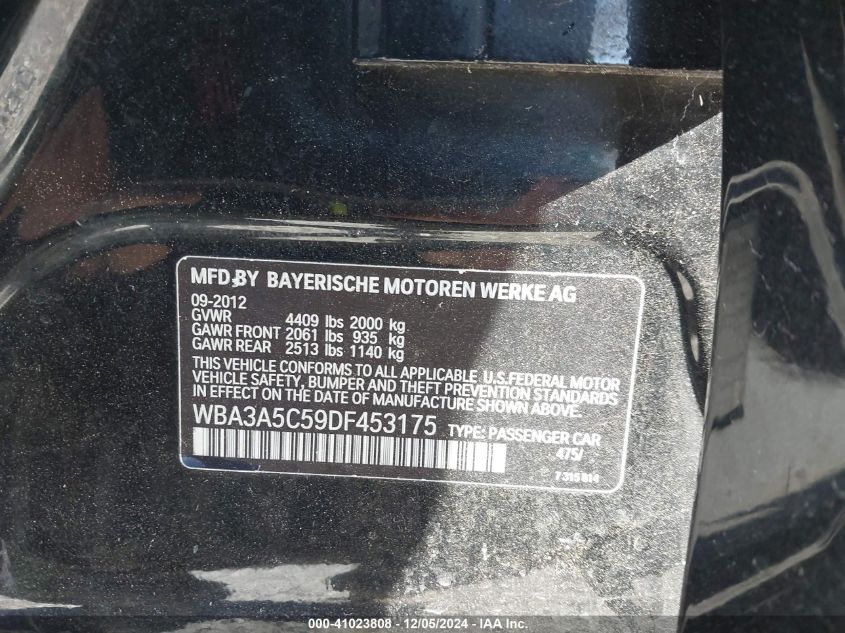 MFD BY BAYERISCHE MOTOREN WERKE AG
09-2012
GVWR 4409 lbs 2000 kg
GAWR FRONT 2061 lbs 935 kg
GAWR REAR 2513 lbs 1140 kg
THIS VEHICLE CONFORMS TO ALL APPLICABLE U.S.FEDERAL MOTOR
VEHICLE SAFETY, BUMPER AND THEFT PREVENTION STANDARDS
IN EFFECT ON THE DATE OF MANUFACTURE SHOWN ABOVE.
WBA3A5C59DF453175 TYPE: PASSENGER CAR
475/
7 315 814
000-41023808 - 12/05/2024 - IAA Inc.